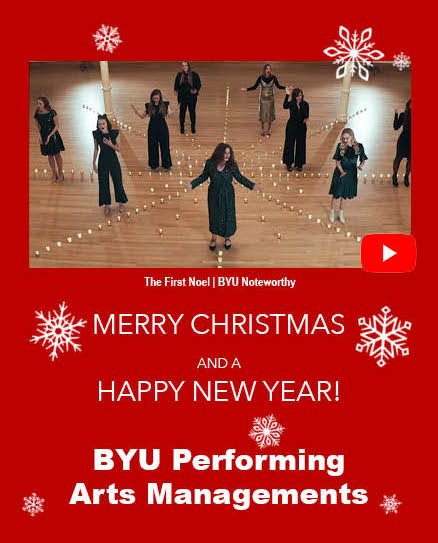 The First Noel | BYU Noteworthy
MERRY CHRISTMAS
AND A
HAPPY NEW YEAR!
BYU Performing
Arts Managements